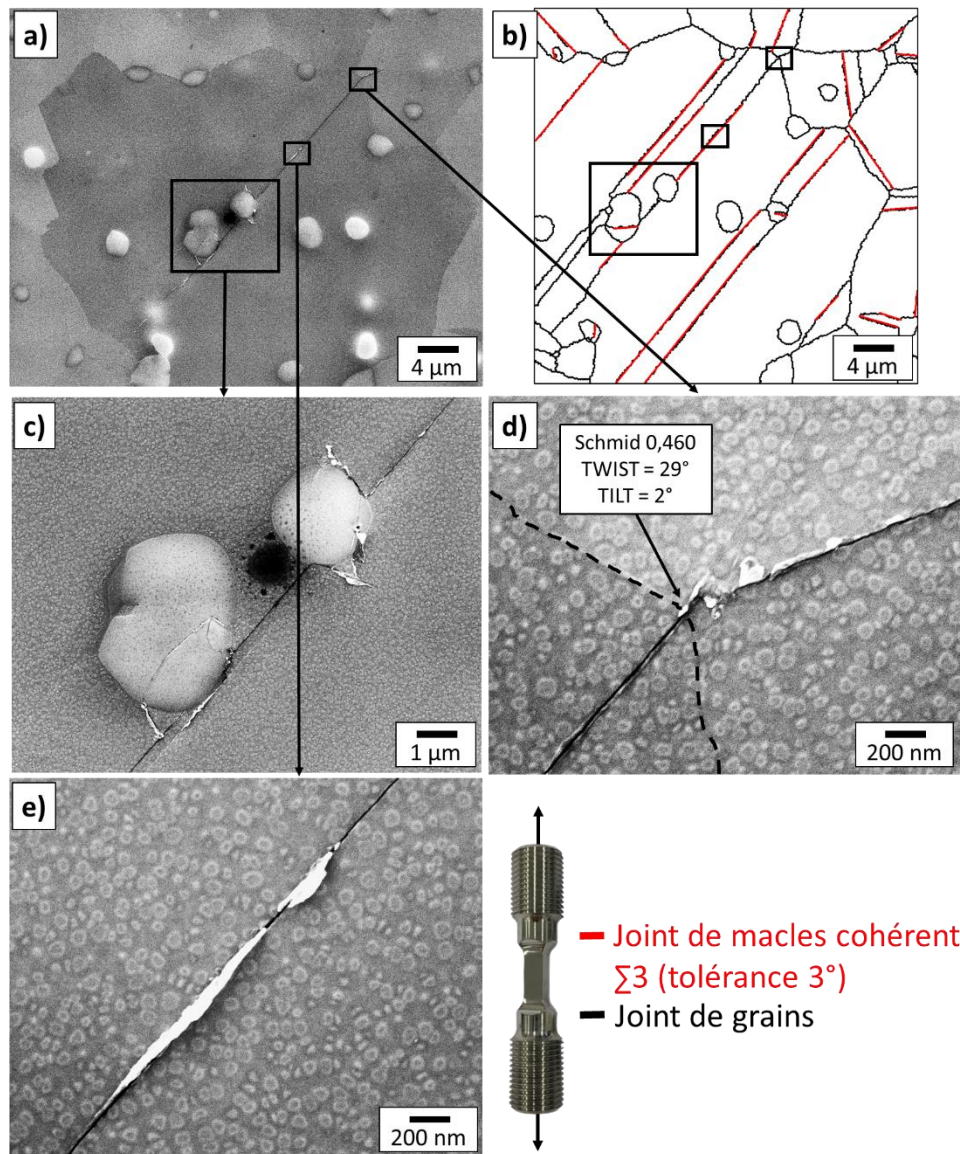 a)
4 µm
b)
4 µm
c)
1 µm
d)
Schmid 0,460
TWIST = 29°
TILT = 2°
200 nm
e)
200 nm
Joint de macles cohérent
∑3 (tolérance 3°)
Joint de grains